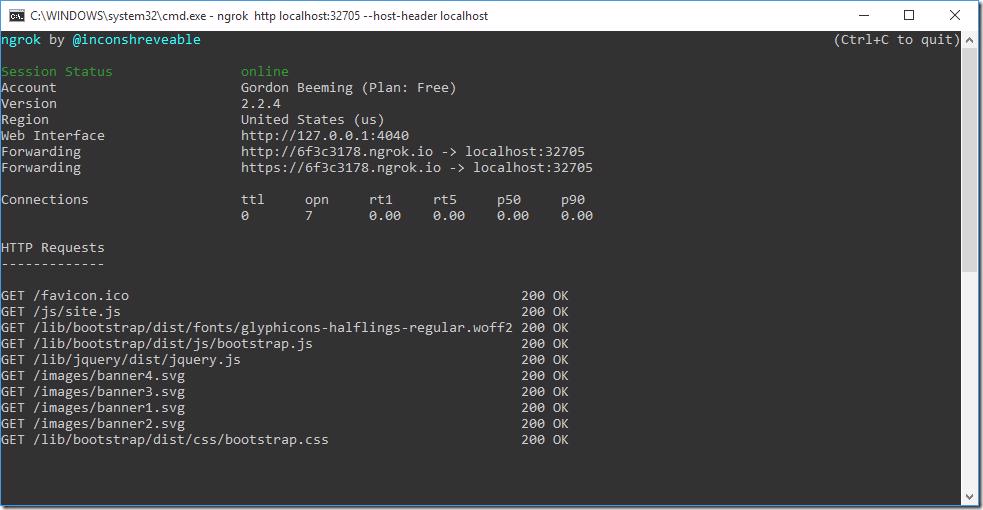 C:\WINDOWS\system32\cmd.exe - ngrok  http localhost:32705 --host-header localhost
ngrok by @inconshreveable (Ctrl+C to quit)
Session Status online
Account Gordon Beeming (Plan: Free)
Version 2.2.4
Region United States (us)
Web Interface http://127.0.0.1:4040
Forwarding http://6f3c3178.ngrok.io -> localhost:32705
Forwarding https://6f3c3178.ngrok.io -> localhost:32705
Connections ttl opn rt1 rt5 p50 p90
0 7 0.00 0.00 0.00 0.00
HTTP Requests
-------------
GET /favicon.ico 200 OK
GET /js/site.js 200 OK
GET /lib/bootstrap/dist/fonts/glyphicons-halflings-regular.woff2 200 OK
GET /lib/bootstrap/dist/js/bootstrap.js 200 OK
GET /lib/jquery/dist/jquery.js 200 OK
GET /images/banner4.svg 200 OK
GET /images/banner3.svg 200 OK
GET /images/banner1.svg 200 OK
GET /images/banner2.svg 200 OK
GET /lib/bootstrap/dist/css/bootstrap.css 200 OK